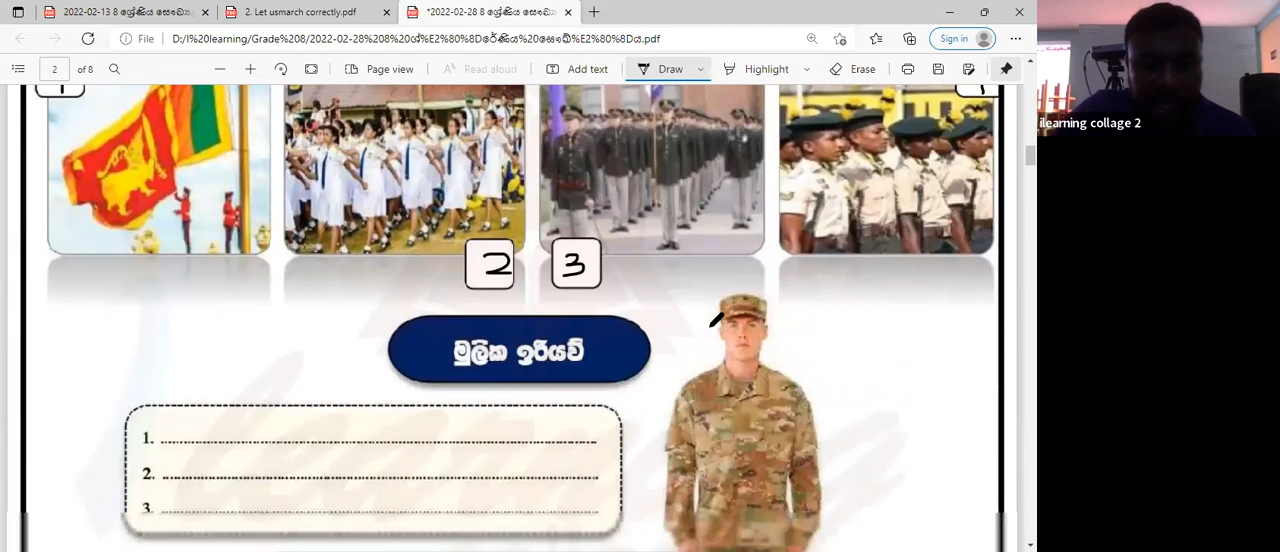 2022-02-13 8 ශ්‍රේණිය සෞඛ්‍ය
2. Let usmarch correctly.pdf
*2022-02-28 8 ශ්‍රේණිය සෞඛ්‍ය
File
D:/I%20learning/Grade%208/2022-02-28%208%20ශ්%E2%80%8Dරේණිය%20සෞඛ්%E2%80%8Dය.pdf
Sign in
2 of 8
Page view
Read aloud
Add text
Draw
Highlight
Erase
ilearning collage 2
2
3
මූලික ඉරියව්
1.
2.
3.